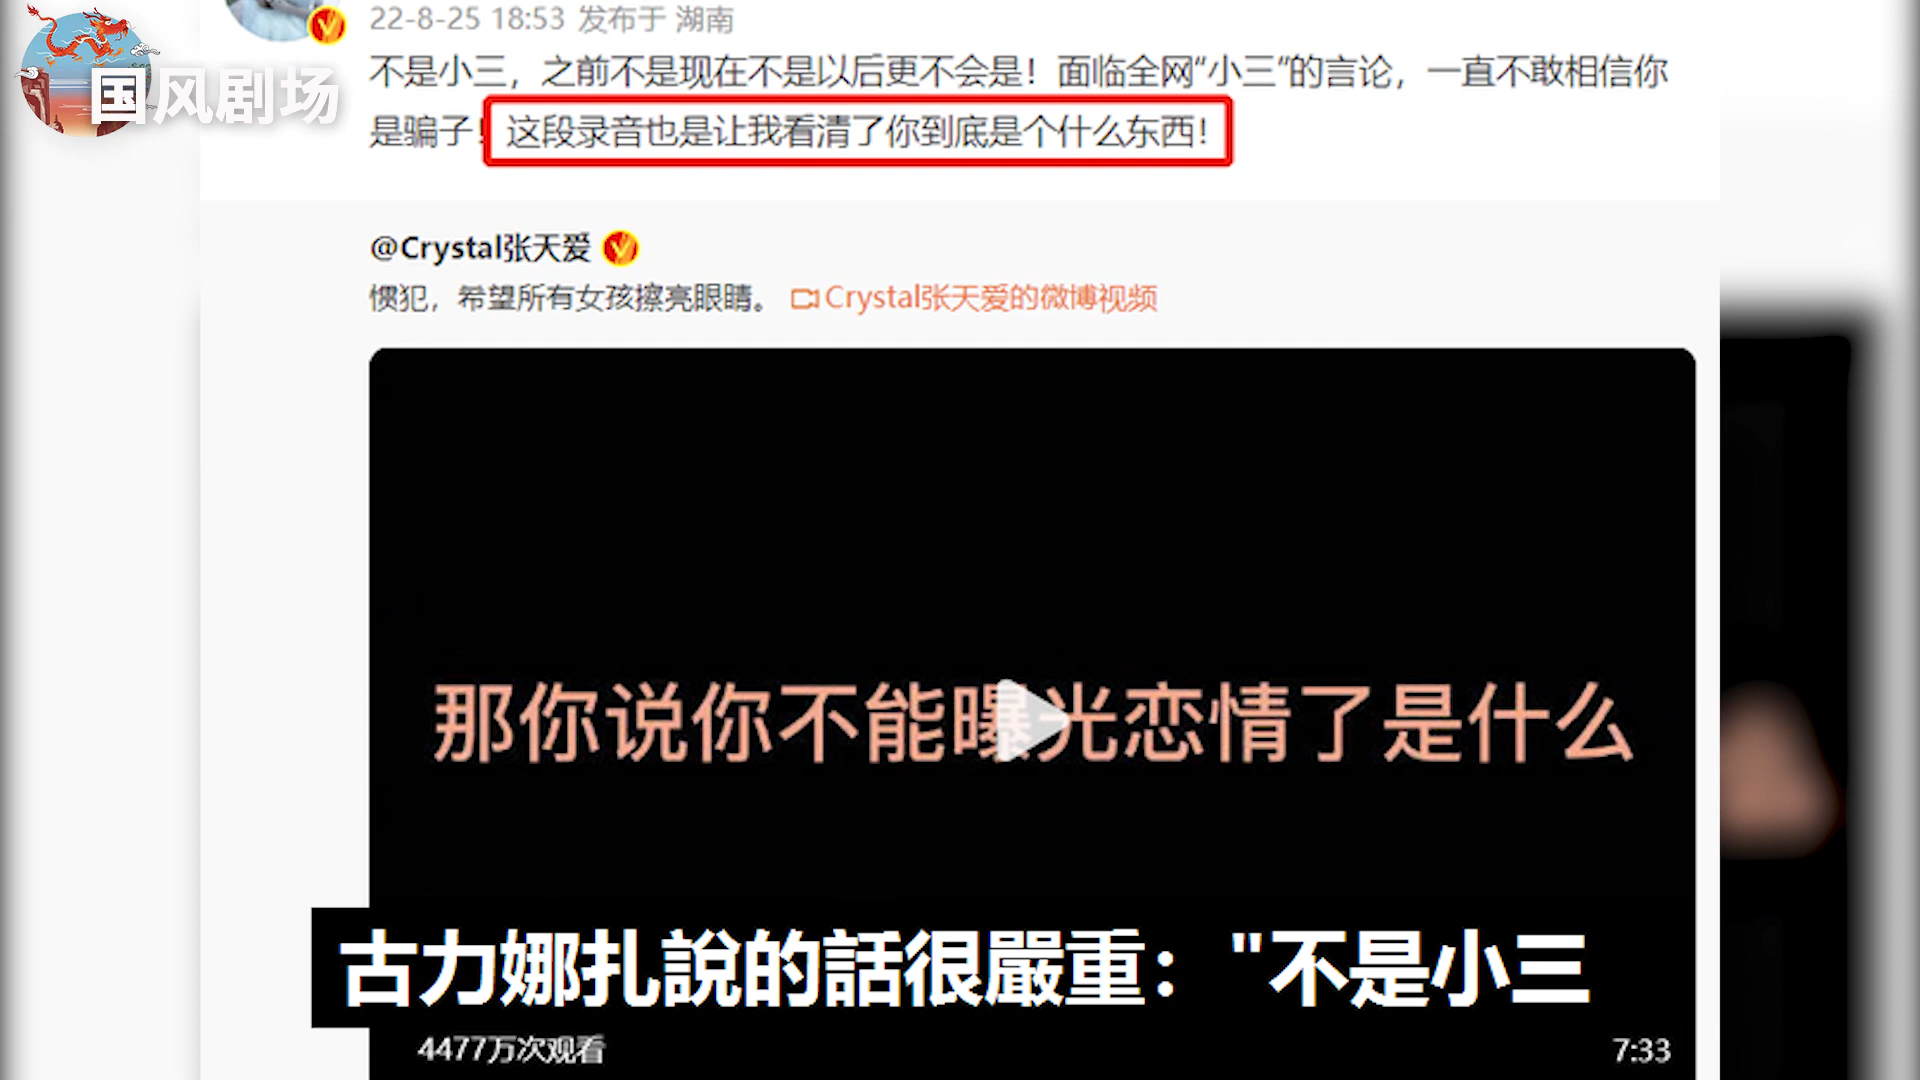 国风剧场
22-8-25 18:53 发布于 湖南
不是小三，之前不是现在不是以后更不会是！面临全网“小三”的言论，一直不敢相信你
是骗子！这段录音也是让我看清了你到底是个什么东西！
@Crystal张天爱
惯犯，希望所有女孩擦亮眼睛。 Crystal张天爱的微博视频
那你说你不能曝光恋情了是什么
古力娜扎說的話很嚴重："不是小三
4477万次观看
7:33